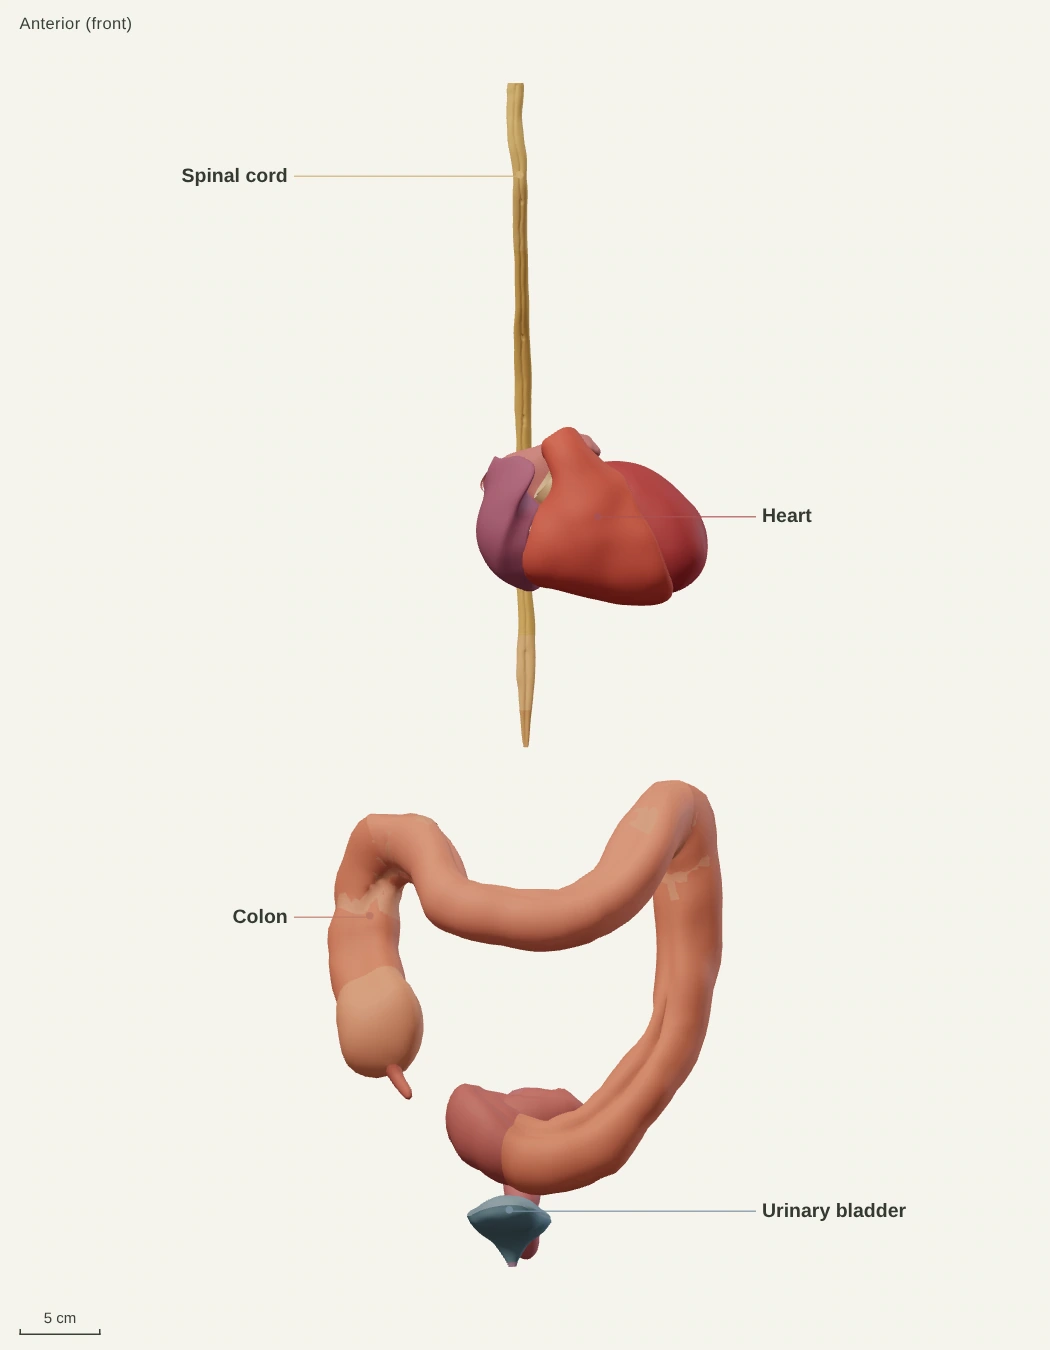 Anterior (front)
Spinal cord
Heart
Colon
Urinary bladder
5 cm